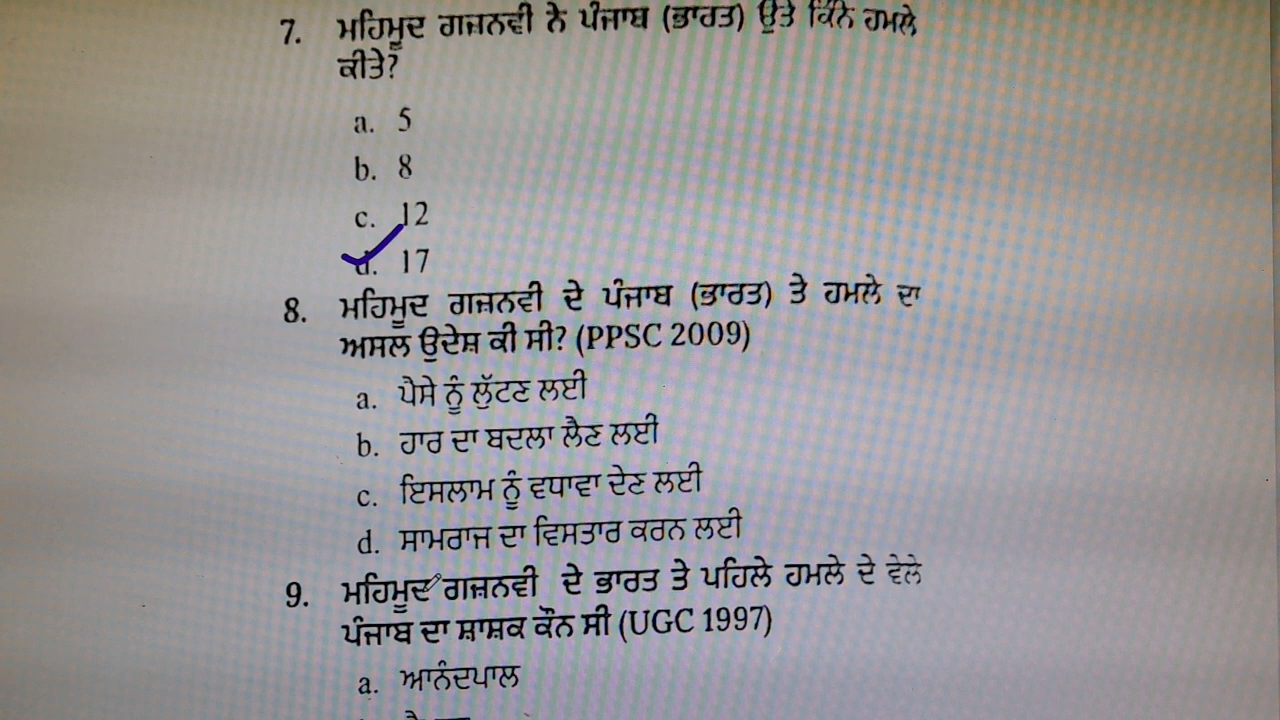 7. ਮਹਿਮੂਦ ਗਜ਼ਨਵੀ ਨੇ ਪੰਜਾਬ (ਭਾਰਤ) ਉਤੇ ਕਿੰਨੇ ਹਮਲੇ
ਕੀਤੇ?
a. 5
b. 8
c. 12
d. 17
8. ਮਹਿਮੂਦ ਗਜ਼ਨਵੀ ਦੇ ਪੰਜਾਬ (ਭਾਰਤ) ਤੇ ਹਮਲੇ ਦਾ
ਅਸਲ ਉਦੇਸ਼ ਕੀ ਸੀ? (PPSC 2009)
a. ਪੈਸੇ ਨੂੰ ਲੁੱਟਣ ਲਈ
b. ਹਾਰ ਦਾ ਬਦਲਾ ਲੈਣ ਲਈ
c. ਇਸਲਾਮ ਨੂੰ ਵਧਾਵਾ ਦੇਣ ਲਈ
d. ਸਾਮਰਾਜ ਦਾ ਵਿਸਤਾਰ ਕਰਨ ਲਈ
9. ਮਹਿਮੂਦ ਗਜ਼ਨਵੀ ਦੇ ਭਾਰਤ ਤੇ ਪਹਿਲੇ ਹਮਲੇ ਦੇ ਵੇਲੇ
ਪੰਜਾਬ ਦਾ ਸ਼ਾਸ਼ਕ ਕੌਨ ਸੀ (UGC 1997)
a. ਆਨੰਦਪਾਲ